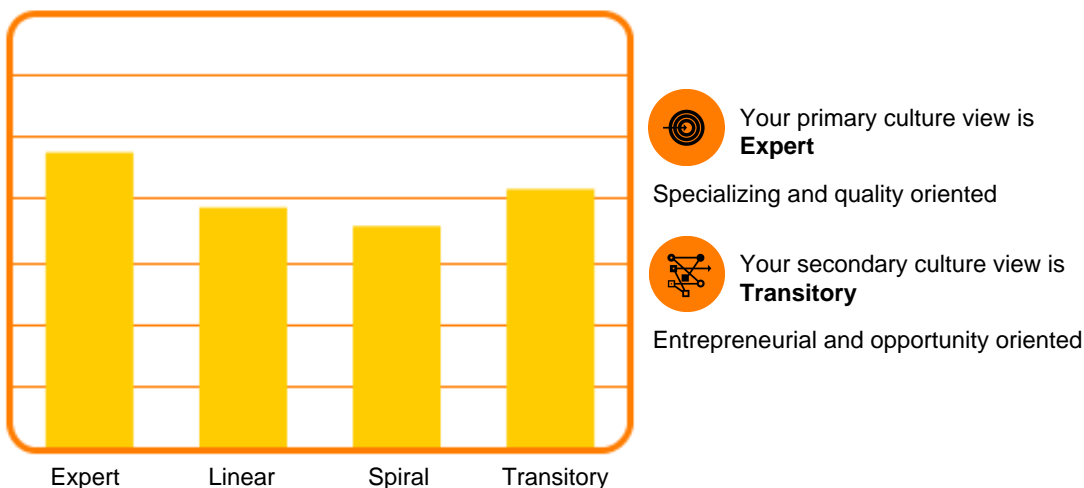 Your primary culture view is
Expert
Specializing and quality oriented
Your secondary culture view is
Transitory
Entrepreneurial and opportunity oriented
Expert Linear Spiral Transitory